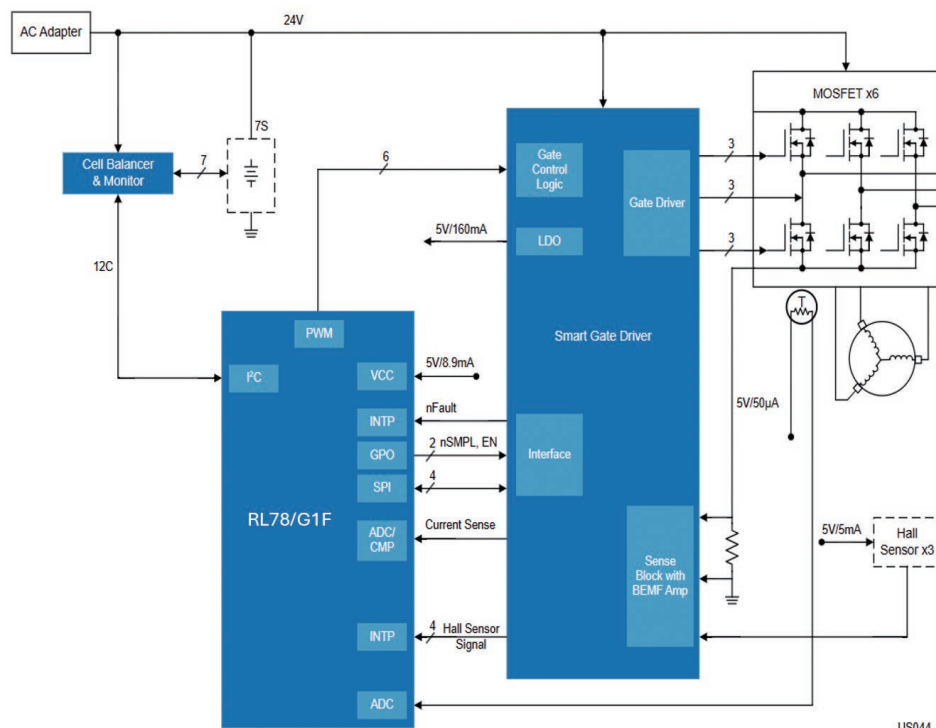 AC Adapter
24V
MOSFET x6
7S
Cell Balancer
& Monitor
7
6
Gate
Control
Logic
Gate Driver
3
3
3
5V/160mA
LDO
12C
PWM
Smart Gate Driver
T
I²C
VCC
5V/8.9mA
INTP
nFault
GPO
2
nSMPL, EN
Interface
5V/50µA
SPI
4
RL78/G1F
ADC/
CMP
Current Sense
Sense
Block with
BEMF Amp
5V/5mA
Hall
Sensor x3
INTP
4
Hall Sensor
Signal
ADC